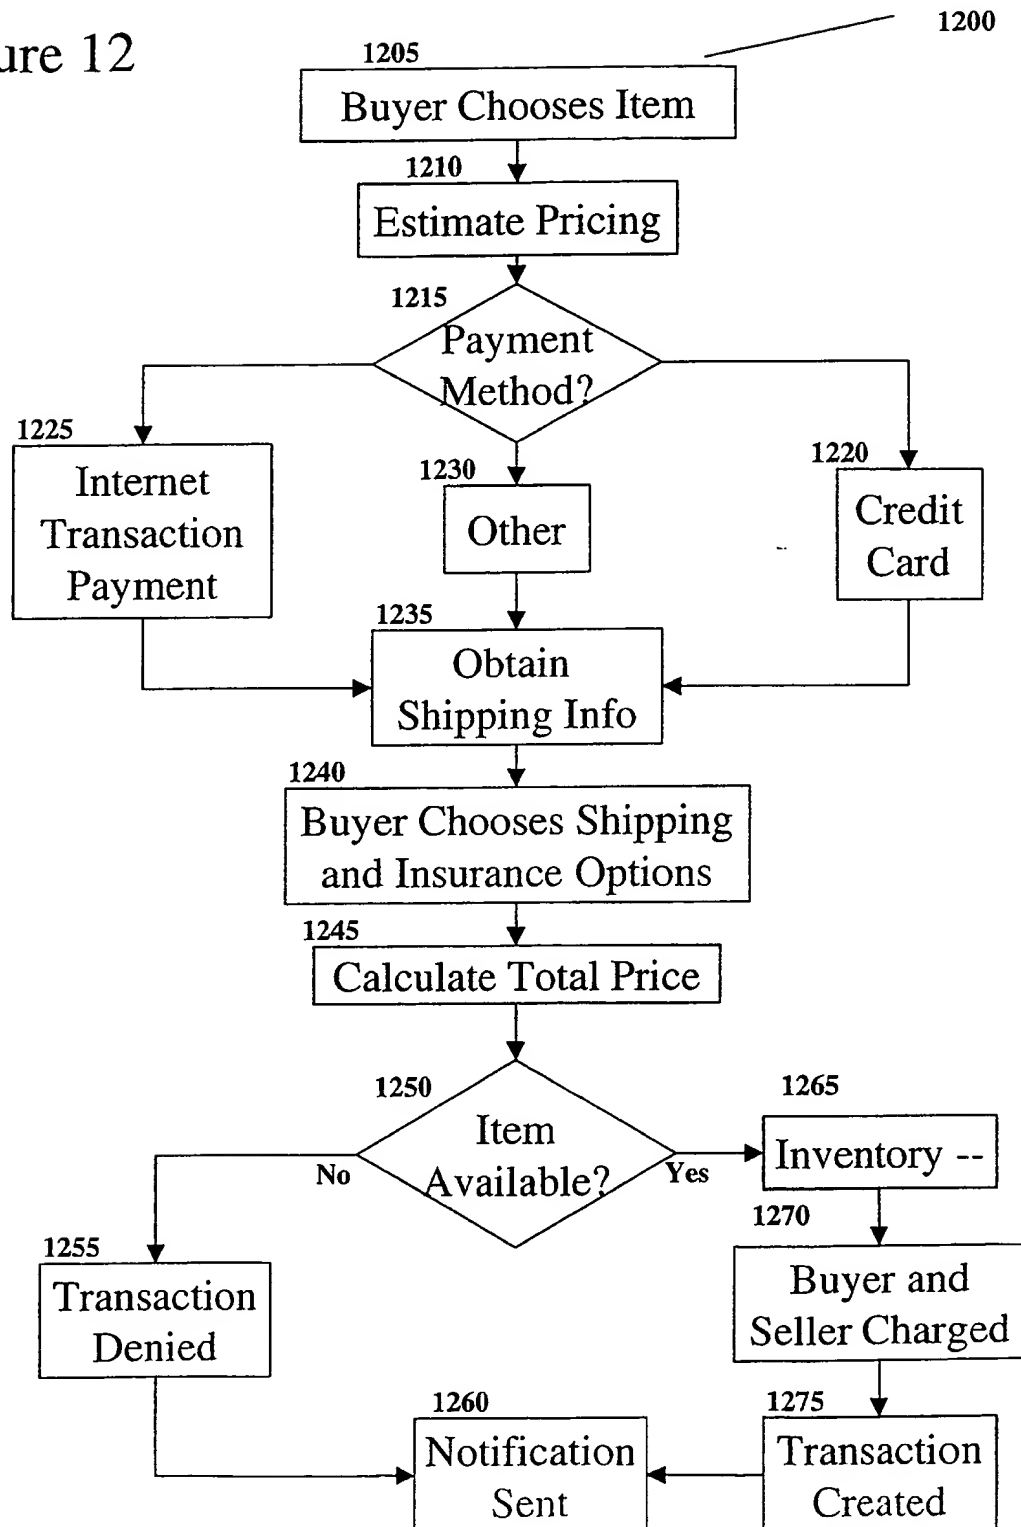 ure 12
1200
1205
Buyer Chooses Item
1210
Estimate Pricing
1215
Payment
Method?
1225
Internet
Transaction
Payment
1230
Other
1220
Credit
Card
1235
Obtain
Shipping Info
1240
Buyer Chooses Shipping
and Insurance Options
1245
Calculate Total Price
1250
Item
Available?
No
Yes
1265
Inventory --
1270
Buyer and
Seller Charged
1255
Transaction
Denied
1260
Notification
Sent
1275
Transaction
Created